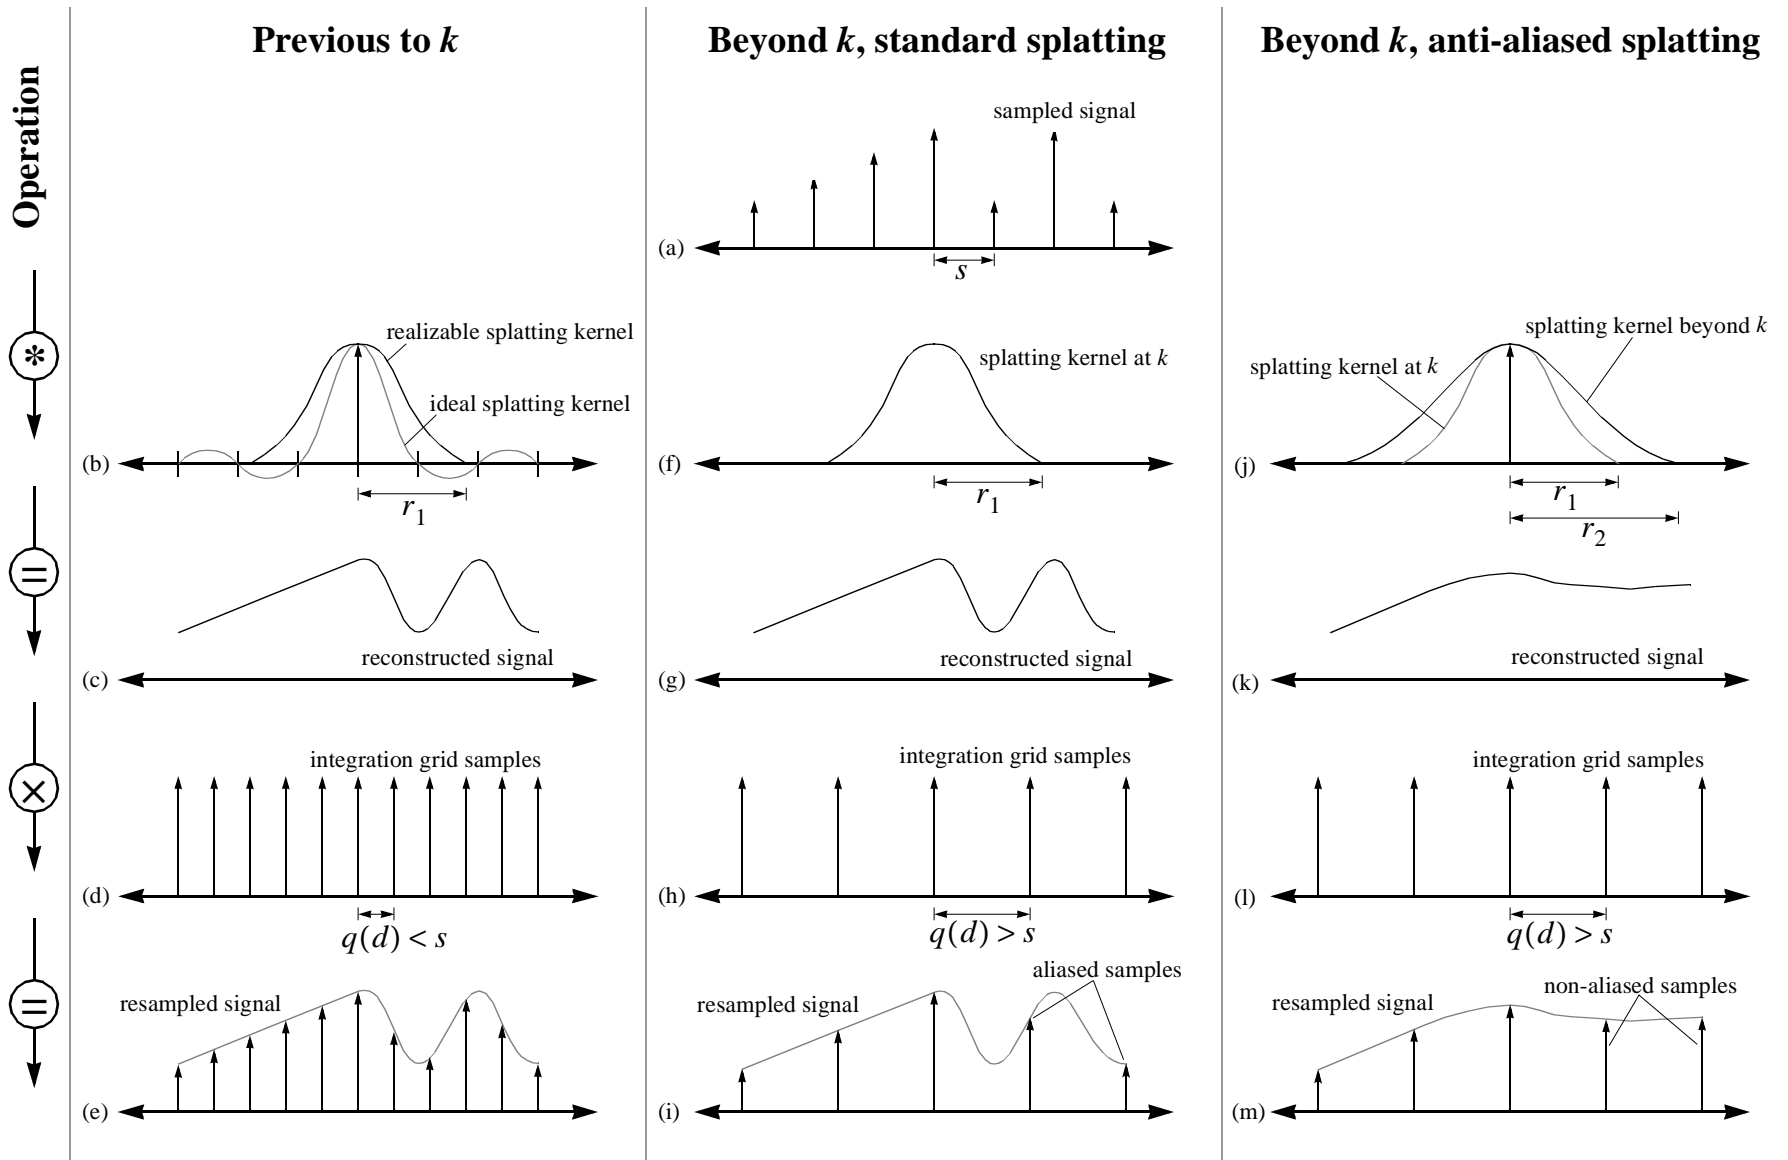 Previous to k
Beyond k, standard splatting
Beyond k, anti-aliased splatting
Operation
sampled signal
(a)
s
*
realizable splatting kernel
ideal splatting kernel
(b)
r1
splatting kernel at k
(f)
r1
splatting kernel beyond k
splatting kernel at k
(j)
r1
r2
=
reconstructed signal
(c)
reconstructed signal
(g)
reconstructed signal
(k)
×
integration grid samples
(d)
q(d) < s
integration grid samples
(h)
q(d) > s
integration grid samples
(l)
q(d) > s
=
resampled signal
(e)
aliased samples
resampled signal
(i)
non-aliased samples
resampled signal
(m)